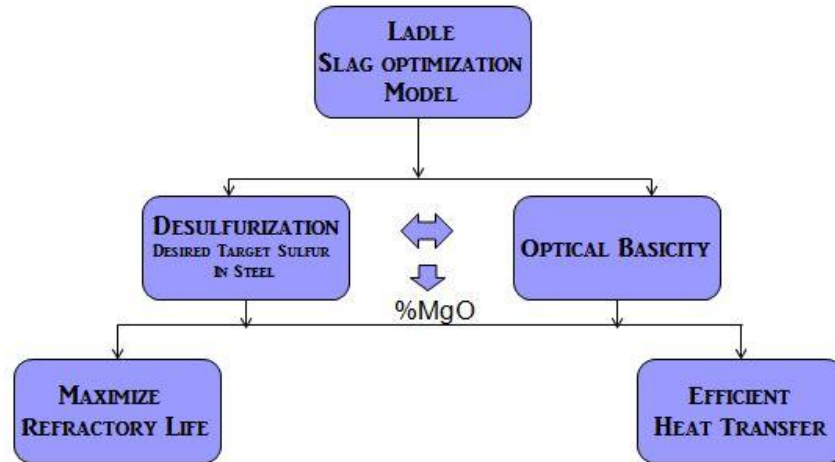 Ladle
Slag optimization
Model
Desulfurization
Desired Target Sulfur
In Steel
Optical Basicity
%MgO
Maximize
Refractory Life
Efficient
Heat Transfer